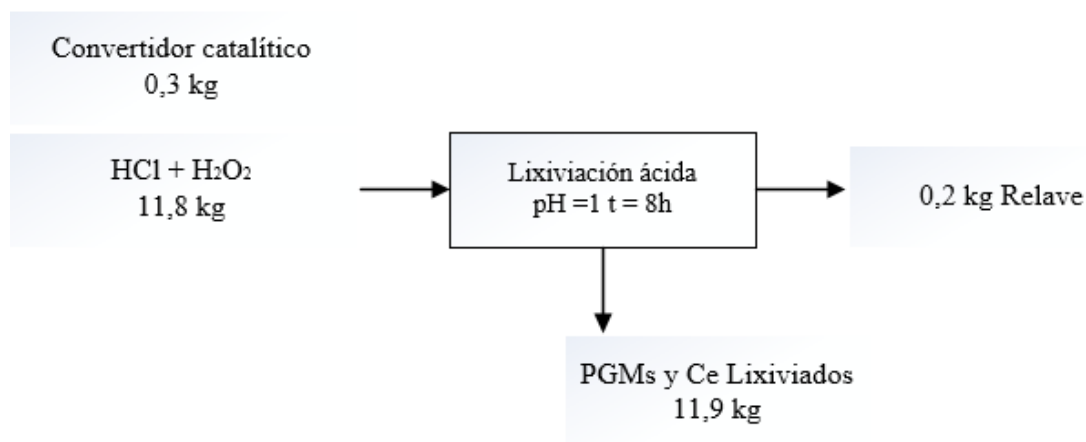 Convertidor catalítico
0,3 kg
HCl + H₂O₂
11,8 kg
Lixiviación ácida
pH =1 t = 8h
0,2 kg Relave
PGMs y Ce Lixiviados
11,9 kg